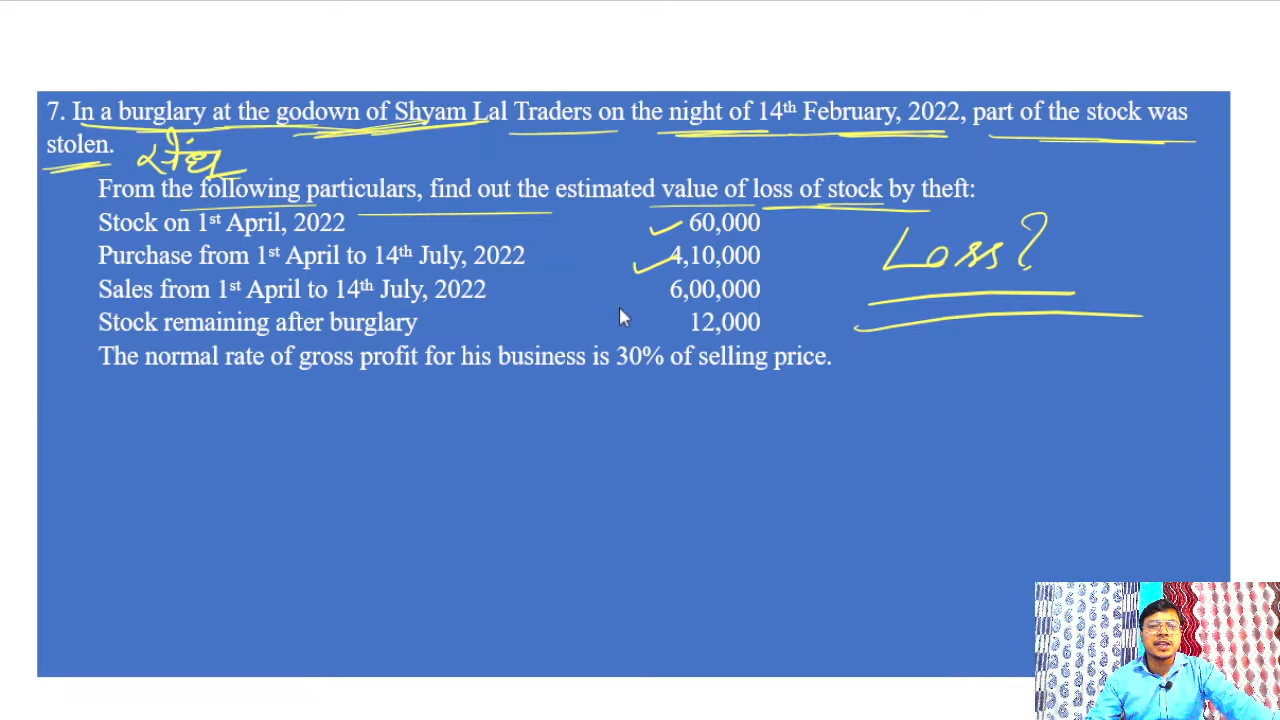 7. In a burglary at the godown of Shyam Lal Traders on the night of 14th February, 2022, part of the stock was
stolen.
From the following particulars, find out the estimated value of loss of stock by theft:
Stock on 1st April, 2022 60,000
Purchase from 1st April to 14th July, 2022 4,10,000
Loss?
Sales from 1st April to 14th July, 2022 6,00,000
Stock remaining after burglary 12,000
The normal rate of gross profit for his business is 30% of selling price.